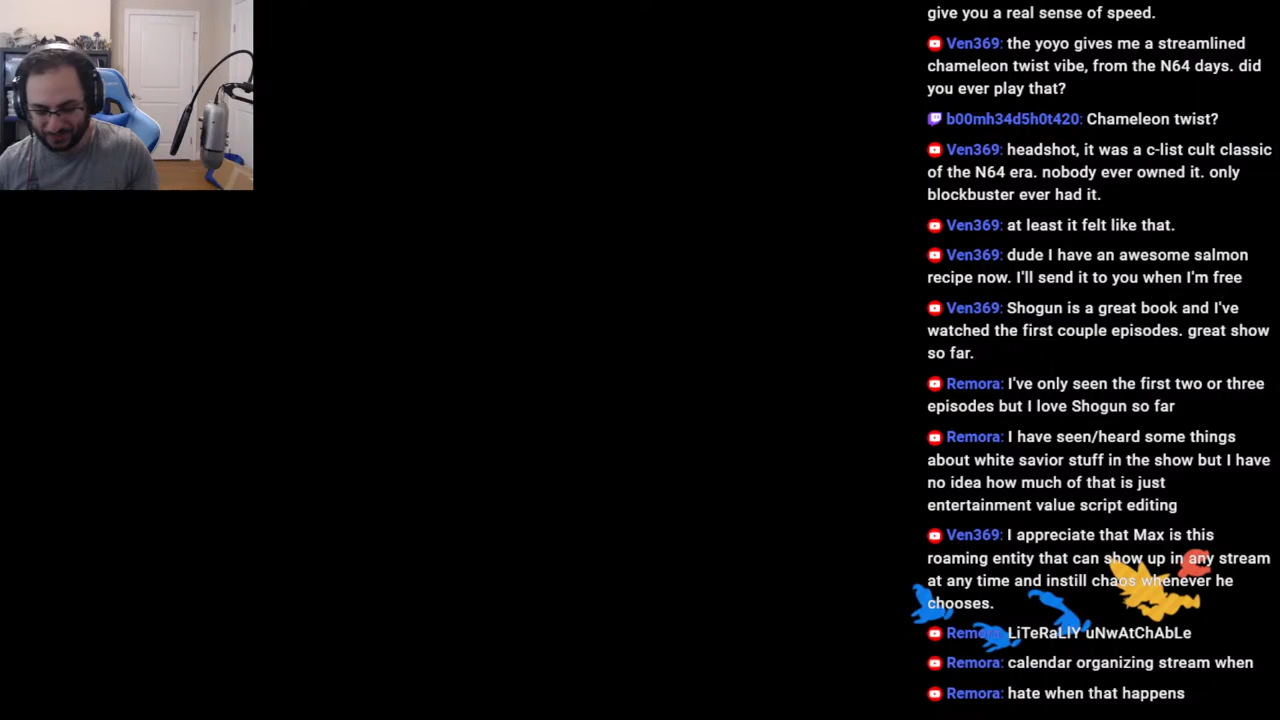 give you a real sense of speed.
Ven369: the yoyo gives me a streamlined
chameleon twist vibe, from the N64 days. did
you ever play that?
b00mh34d5h0t420: Chameleon twist?
Ven369: headshot, it was a c-list cult classic
of the N64 era. nobody ever owned it. only
blockbuster ever had it.
Ven369: at least it felt like that.
Ven369: dude I have an awesome salmon
recipe now. I'll send it to you when I'm free
Ven369: Shogun is a great book and I've
watched the first couple episodes. great show
so far.
Remora: I've only seen the first two or three
episodes but I love Shogun so far
Remora: I have seen/heard some things
about white savior stuff in the show but I have
no idea how much of that is just
entertainment value script editing
Ven369: I appreciate that Max is this
roaming entity that can show up in any stream
at any time and instill chaos whenever he
chooses.
Remora: LiTeRaLlY uNwAtChAbLe
Remora: calendar organizing stream when
Remora: hate when that happens